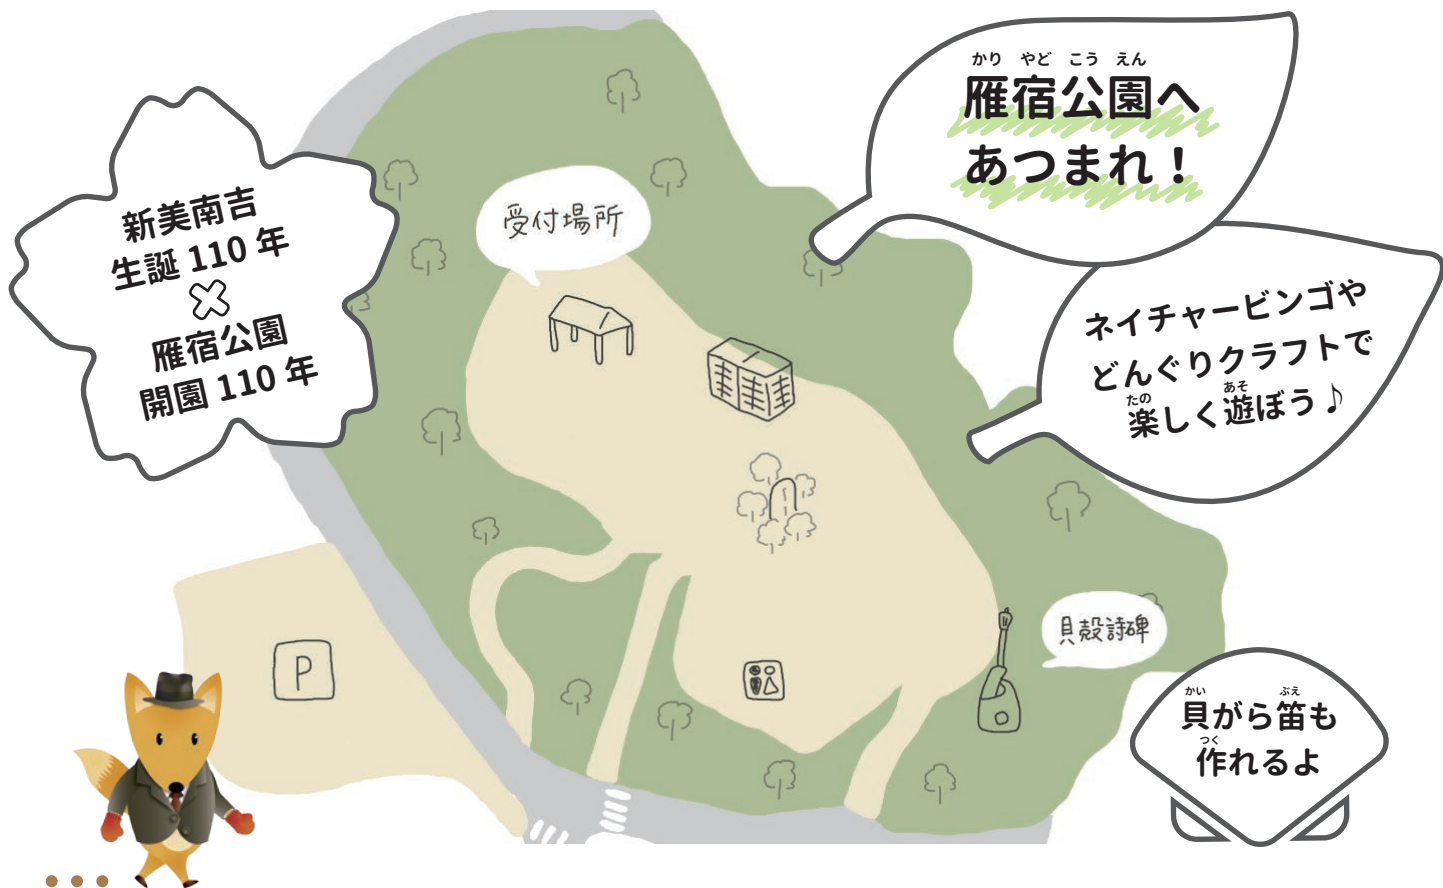 かり やど こう えん
雁宿公園へ
あつまれ！
新美南吉
生誕 110 年
×
雁宿公園
開園 110 年
受付場所
ネイチャービンゴや
どんぐりクラフトで
たの あそ
楽しく遊ぼう♪
貝殻詩碑
P
かい ぶえ
貝がら笛も
つく
作れるよ